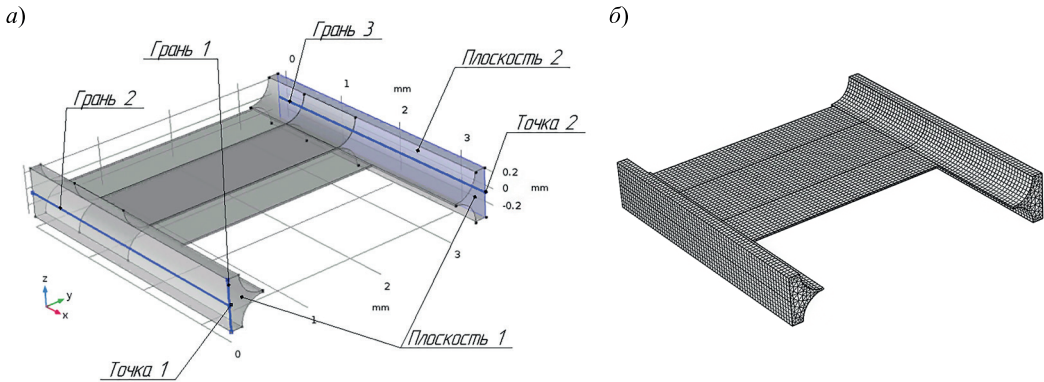 а)
б)
Грань 3
Грань 1
Плоскость 2
Грань 2
Точка 2
0
1
mm
2
3
0.2
0
mm
-0.2
3
2
mm
1
0
z
y
x
Плоскость 1
Точка 1